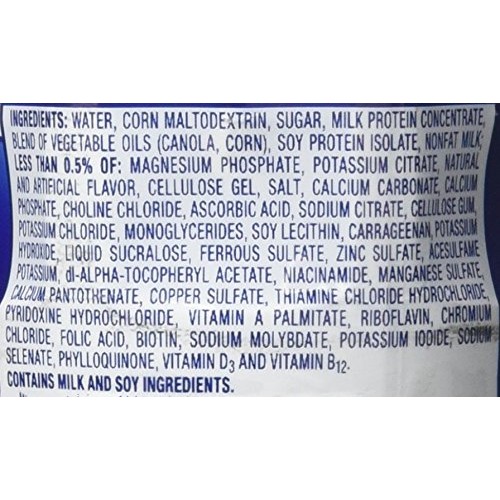 INGREDIENTS: WATER, CORN MALTODEXTRIN, SUGAR, MILK PROTEIN CONCENTRATE,
BLEND OF VEGETABLE OILS (CANOLA, CORN), SOY PROTEIN ISOLATE, NONFAT MILK;
LESS THAN 0.5% OF: MAGNESIUM PHOSPHATE, POTASSIUM CITRATE, NATURAL
AND ARTIFICIAL FLAVOR, CELLULOSE GEL, SALT, CALCIUM CARBONATE, CALCIUM
PHOSPHATE, CHOLINE CHLORIDE, ASCORBIC ACID, SODIUM CITRATE, CELLULOSE GUM,
POTASSIUM CHLORIDE, MONOGLYCERIDES, SOY LECITHIN, CARRAGEENAN, POTASSIUM
HYDROXIDE, LIQUID SUCRALOSE, FERROUS SULFATE, ZINC SULFATE, ACESULFAME
POTASSIUM, dl-ALPHA-TOCOPHERYL ACETATE, NIACINAMIDE, MANGANESE SULFATE,
CALCIUM PANTOTHENATE, COPPER SULFATE, THIAMINE CHLORIDE HYDROCHLORIDE,
PYRIDOXINE HYDROCHLORIDE, VITAMIN A PALMITATE, RIBOFLAVIN, CHROMIUM
CHLORIDE, FOLIC ACID, BIOTIN, SODIUM MOLYBDATE, POTASSIUM IODIDE, SODIUM
SELENATE, PHYLLOQUINONE, VITAMIN D3 AND VITAMIN B12.
CONTAINS MILK AND SOY INGREDIENTS.